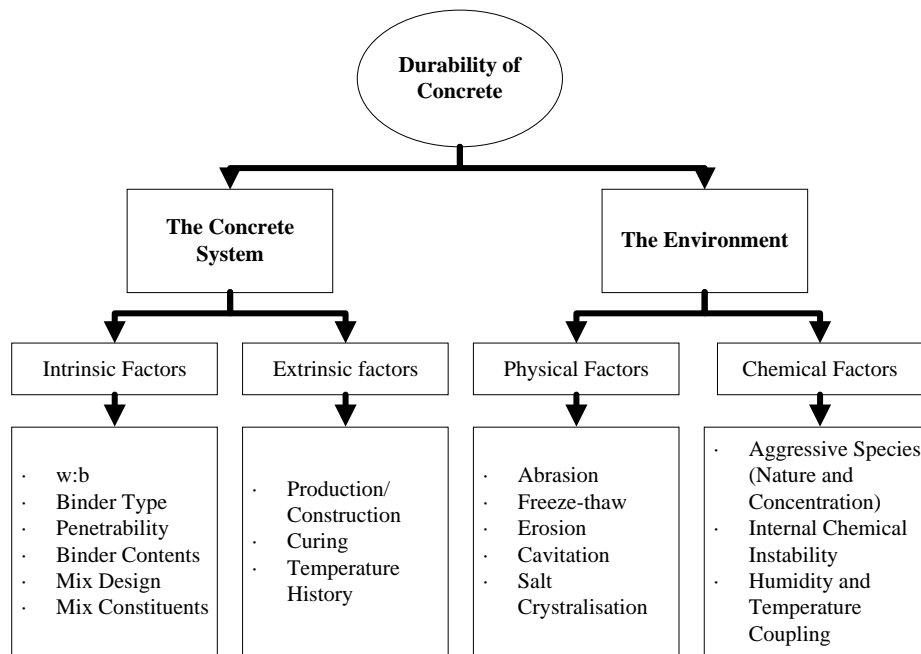 Durability of
Concrete
The Concrete
System
The Environment
Intrinsic Factors
Extrinsic factors
Physical Factors
Chemical Factors
· w:b
· Binder Type
· Penetrability
· Binder Contents
· Mix Design
· Mix Constituents
· Production/
Construction
· Curing
· Temperature
History
· Abrasion
· Freeze-thaw
· Erosion
· Cavitation
· Salt
Crystralisation
· Aggressive Species
(Nature and
Concentration)
· Internal Chemical
Instability
· Humidity and
Temperature
Coupling